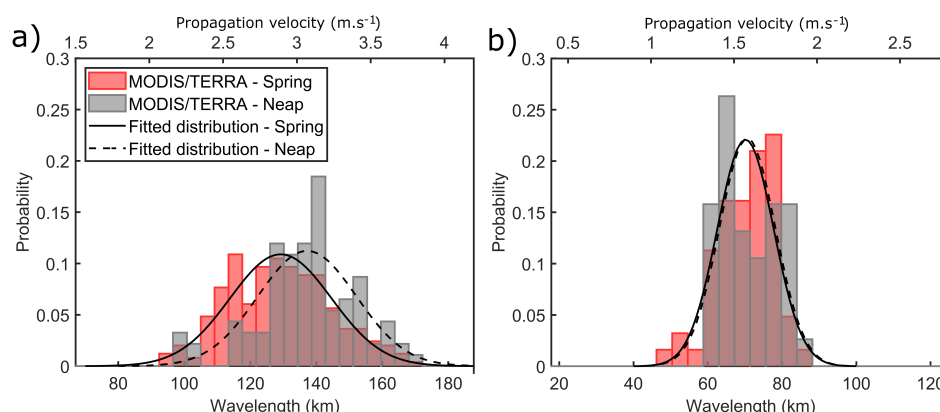 Propagation velocity (m.s⁻¹)
a)
1.5 2 2.5 3 3.5 4
0.3
0.25
0.2
0.15
0.1
0.05
0
Probability
MODIS/TERRA - Spring
MODIS/TERRA - Neap
Fitted distribution - Spring
Fitted distribution - Neap
80 100 120 140 160 180
Wavelength (km)
Propagation velocity (m.s⁻¹)
b)
0.5 1 1.5 2 2.5
0.3
0.25
0.2
0.15
0.1
0.05
0
Probability
20 40 60 80 100 120
Wavelength (km)